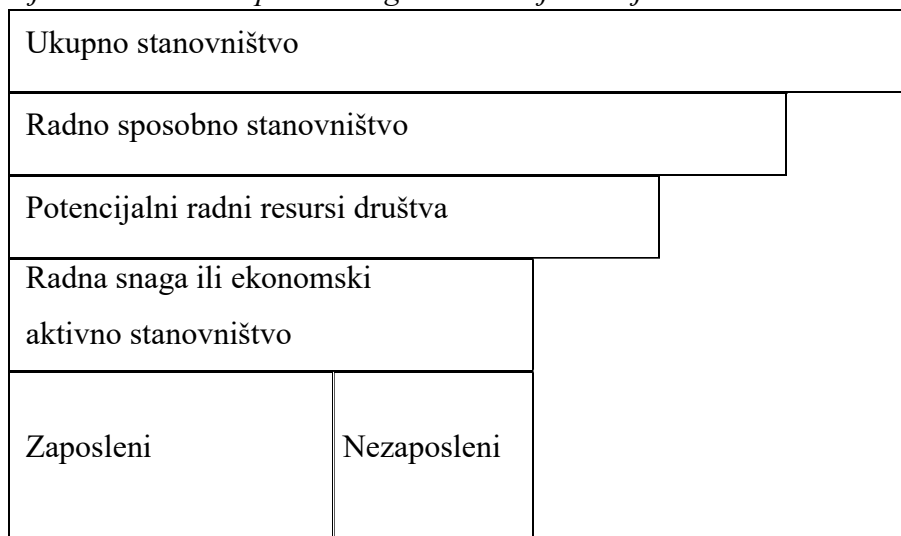 Ukupno stanovništvo
Radno sposobno stanovništvo
Potencijalni radni resursi društva
Radna snaga ili ekonomski
aktivno stanovništvo
Zaposleni Nezaposleni